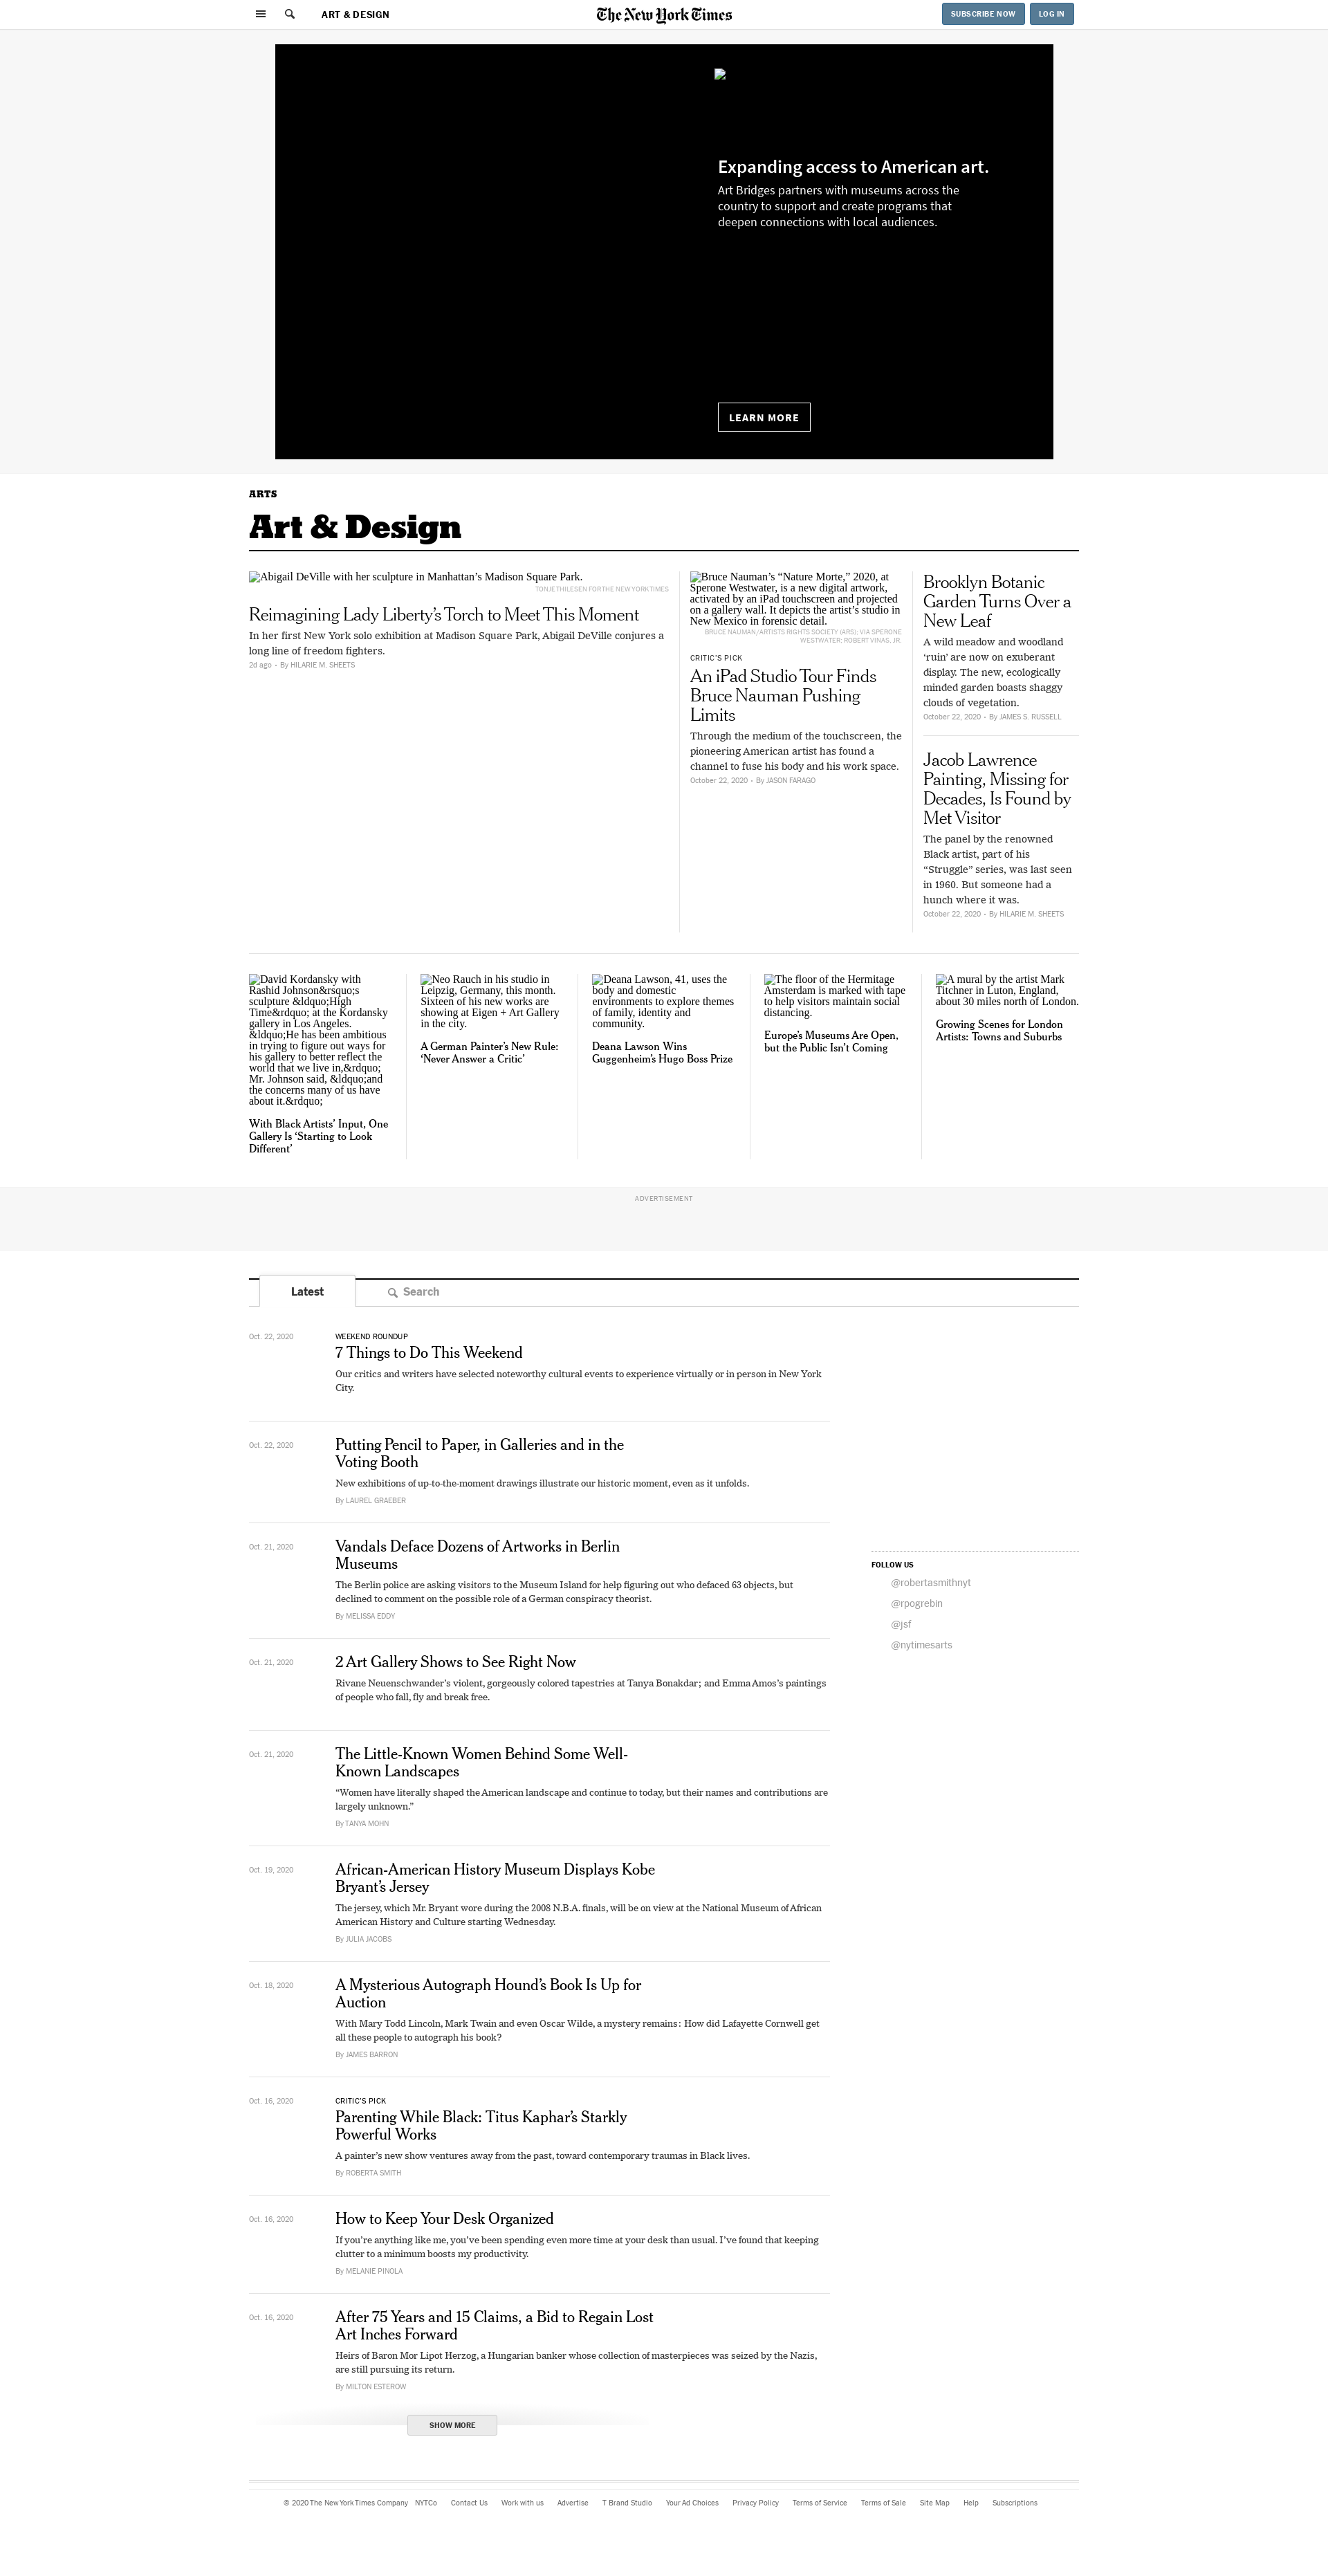 ART & DESIGN
The New York Times
SUBSCRIBE NOW
LOG IN
Expanding access to American art.
Art Bridges partners with museums across the
country to support and create programs that
deepen connections with local audiences.
LEARN MORE
ARTS
Art & Design
Abigail DeVille with her sculpture in Manhattan’s Madison Square Park.
TONJE THILESEN FOR THE NEW YORK TIMES
Reimagining Lady Liberty’s Torch to Meet This Moment
In her first New York solo exhibition at Madison Square Park, Abigail DeVille conjures a
long line of freedom fighters.
2d ago • By HILARIE M. SHEETS
Bruce Nauman’s “Nature Morte,” 2020, at
Sperone Westwater, is a new digital artwork,
activated by an iPad touchscreen and projected
on a gallery wall. It depicts the artist’s studio in
New Mexico in forensic detail.
BRUCE NAUMAN/ARTISTS RIGHTS SOCIETY (ARS); VIA SPERONE
WESTWATER; ROBERT VINAS, JR.
CRITIC’S PICK
An iPad Studio Tour Finds
Bruce Nauman Pushing
Limits
Through the medium of the touchscreen, the
pioneering American artist has found a
channel to fuse his body and his work space.
October 22, 2020 • By JASON FARAGO
Brooklyn Botanic
Garden Turns Over a
New Leaf
A wild meadow and woodland
‘ruin’ are now on exuberant
display. The new, ecologically
minded garden boasts shaggy
clouds of vegetation.
October 22, 2020 • By JAMES S. RUSSELL
Jacob Lawrence
Painting, Missing for
Decades, Is Found by
Met Visitor
The panel by the renowned
Black artist, part of his
“Struggle” series, was last seen
in 1960. But someone had a
hunch where it was.
October 22, 2020 • By HILARIE M. SHEETS
David Kordansky with
Rashid Johnson&rsquo;s
sculpture &ldquo;High
Time&rdquo; at the Kordansky
gallery in Los Angeles.
&ldquo;He has been ambitious
in trying to figure out ways for
his gallery to better reflect the
world that we live in,&rdquo;
Mr. Johnson said, &ldquo;and
the concerns many of us have
about it.&rdquo;
With Black Artists’ Input, One
Gallery Is ‘Starting to Look
Different’
Neo Rauch in his studio in
Leipzig, Germany, this month.
Sixteen of his new works are
showing at Eigen + Art Gallery
in the city.
A German Painter’s New Rule:
‘Never Answer a Critic’
Deana Lawson, 41, uses the
body and domestic
environments to explore themes
of family, identity and
community.
Deana Lawson Wins
Guggenheim’s Hugo Boss Prize
The floor of the Hermitage
Amsterdam is marked with tape
to help visitors maintain social
distancing.
Europe’s Museums Are Open,
but the Public Isn’t Coming
A mural by the artist Mark
Titchner in Luton, England,
about 30 miles north of London.
Growing Scenes for London
Artists: Towns and Suburbs
ADVERTISEMENT
Latest
Search
Oct. 22, 2020
WEEKEND ROUNDUP
7 Things to Do This Weekend
Our critics and writers have selected noteworthy cultural events to experience virtually or in person in New York
City.
Oct. 22, 2020
Putting Pencil to Paper, in Galleries and in the
Voting Booth
New exhibitions of up-to-the-moment drawings illustrate our historic moment, even as it unfolds.
By LAUREL GRAEBER
Oct. 21, 2020
Vandals Deface Dozens of Artworks in Berlin
Museums
The Berlin police are asking visitors to the Museum Island for help figuring out who defaced 63 objects, but
declined to comment on the possible role of a German conspiracy theorist.
By MELISSA EDDY
Oct. 21, 2020
2 Art Gallery Shows to See Right Now
Rivane Neuenschwander’s violent, gorgeously colored tapestries at Tanya Bonakdar; and Emma Amos’s paintings
of people who fall, fly and break free.
Oct. 21, 2020
The Little-Known Women Behind Some Well-
Known Landscapes
“Women have literally shaped the American landscape and continue to today, but their names and contributions are
largely unknown.”
By TANYA MOHN
Oct. 19, 2020
African-American History Museum Displays Kobe
Bryant’s Jersey
The jersey, which Mr. Bryant wore during the 2008 N.B.A. finals, will be on view at the National Museum of African
American History and Culture starting Wednesday.
By JULIA JACOBS
Oct. 18, 2020
A Mysterious Autograph Hound’s Book Is Up for
Auction
With Mary Todd Lincoln, Mark Twain and even Oscar Wilde, a mystery remains: How did Lafayette Cornwell get
all these people to autograph his book?
By JAMES BARRON
Oct. 16, 2020
CRITIC’S PICK
Parenting While Black: Titus Kaphar’s Starkly
Powerful Works
A painter’s new show ventures away from the past, toward contemporary traumas in Black lives.
By ROBERTA SMITH
Oct. 16, 2020
How to Keep Your Desk Organized
If you’re anything like me, you’ve been spending even more time at your desk than usual. I’ve found that keeping
clutter to a minimum boosts my productivity.
By MELANIE PINOLA
Oct. 16, 2020
After 75 Years and 15 Claims, a Bid to Regain Lost
Art Inches Forward
Heirs of Baron Mor Lipot Herzog, a Hungarian banker whose collection of masterpieces was seized by the Nazis,
are still pursuing its return.
By MILTON ESTEROW
SHOW MORE
FOLLOW US
@robertasmithnyt
@rpogrebin
@jsf
@nytimesarts
© 2020 The New York Times Company NYTCo Contact Us Work with us Advertise T Brand Studio Your Ad Choices Privacy Policy Terms of Service Terms of Sale Site Map Help Subscriptions